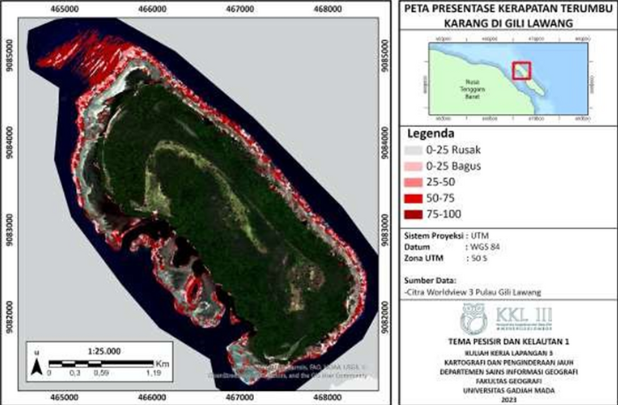 465000 466000 467000 468000
9085000
9084000
9083000
9082000
9085000
9084000
9083000
9082000
1:25.000
0 0,3 0,59 1,19
Km
465000 466000 467000 468000
PETA PRESENTASE KERAPATAN TERUMBU
KARANG DI GILI LAWANG
Nusa
Tenggara
Barat
Legenda
0-25 Rusak
0-25 Bagus
25-50
50-75
75-100
Sistem Proyeksi : UTM
Datum : WGS 84
Zona UTM : 50 S
Sumber Data:
-Citra Worldview 3 Pulau Gili Lawang
KKL III
TEMA PESISIR DAN KELAUTAN 1
KULIAH KERJA LAPANGAN 3
KARTOGRAFI DAN PENGINDERAAN JAUH
DEPARTEMEN SAINS INFORMASI GEOGRAFI
FAKULTAS GEOGRAFI
UNIVERSITAS GADJAH MADA
2023